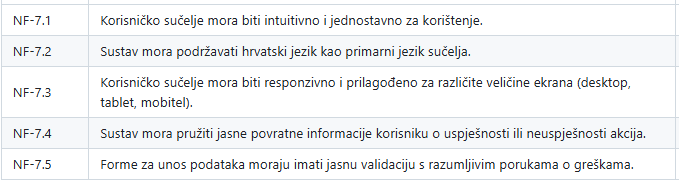 NF-7.1 Korisničko sučelje mora biti intuitivno i jednostavno za korištenje.
NF-7.2 Sustav mora podržavati hrvatski jezik kao primarni jezik sučelja.
NF-7.3 Korisničko sučelje mora biti responzivno i prilagođeno za različite veličine ekrana (desktop,
tablet, mobitel).
NF-7.4 Sustav mora pružiti jasne povratne informacije korisniku o uspješnosti ili neuspješnosti akcija.
NF-7.5 Forme za unos podataka moraju imati jasnu validaciju s razumljivim porukama o greškama.